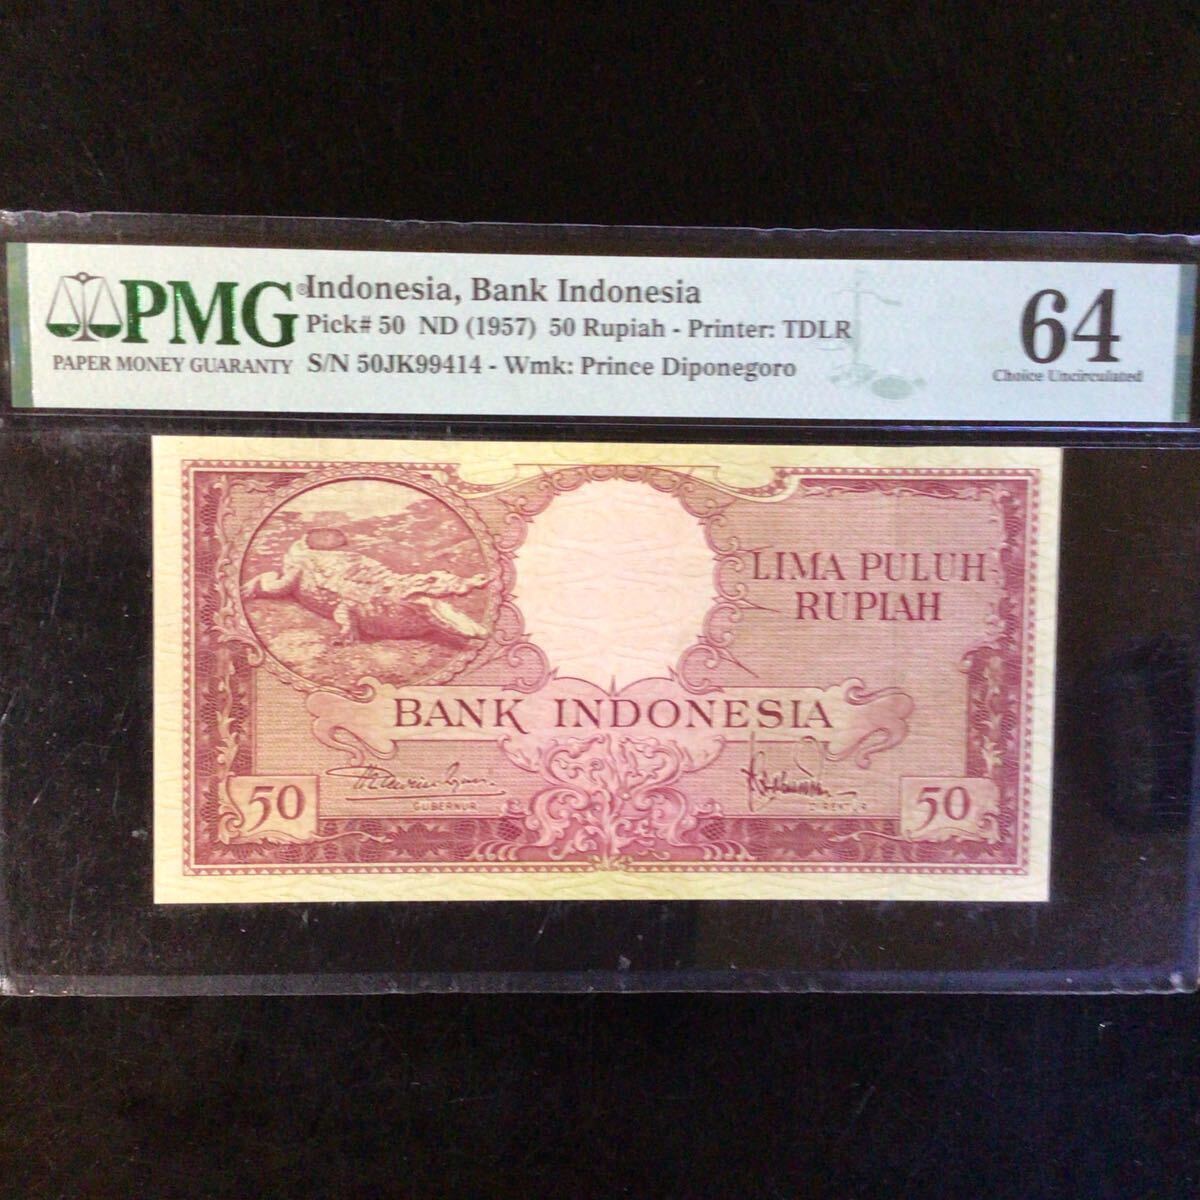 PMG®
PAPER MONEY GUARANTY
Indonesia, Bank Indonesia
Pick# 50 ND (1957) 50 Rupiah - Printer: TDLR
S/N 50JK99414 - Wmk: Prince Diponegoro
64
Choice Uncirculated
LIMA PULUH
RUPIAH
BANK INDONESIA
50
GUBERNUR
DIREKTUR
50